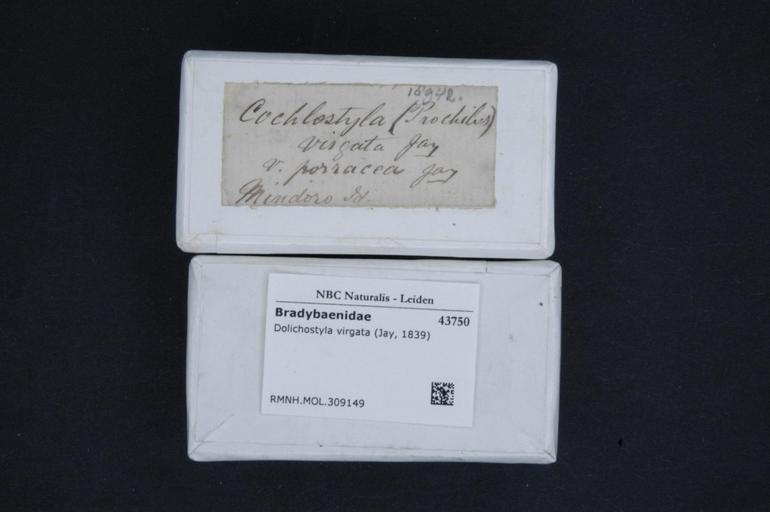 18942.
Cochlostyla (Prochilus)
virgata Jay
v. porracea Jay
Mindoro Id.
NBC Naturalis - Leiden
Bradybaenidae 43750
Dolichostyla virgata (Jay, 1839)
RMNH.MOL.309149